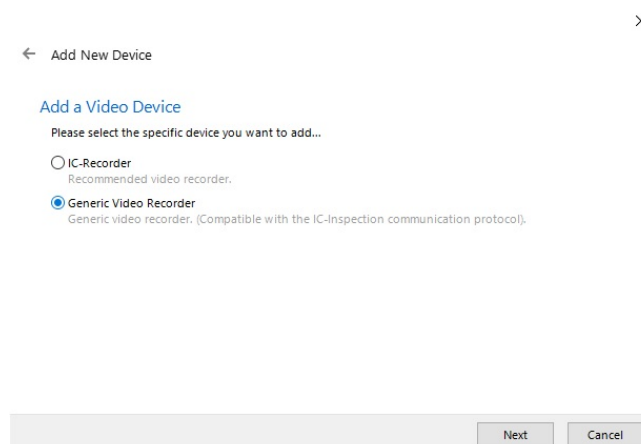 Add New Device
Add a Video Device
Please select the specific device you want to add...
IC-Recorder
Recommended video recorder.
Generic Video Recorder
Generic video recorder. (Compatible with the IC-Inspection communication protocol).
Next
Cancel